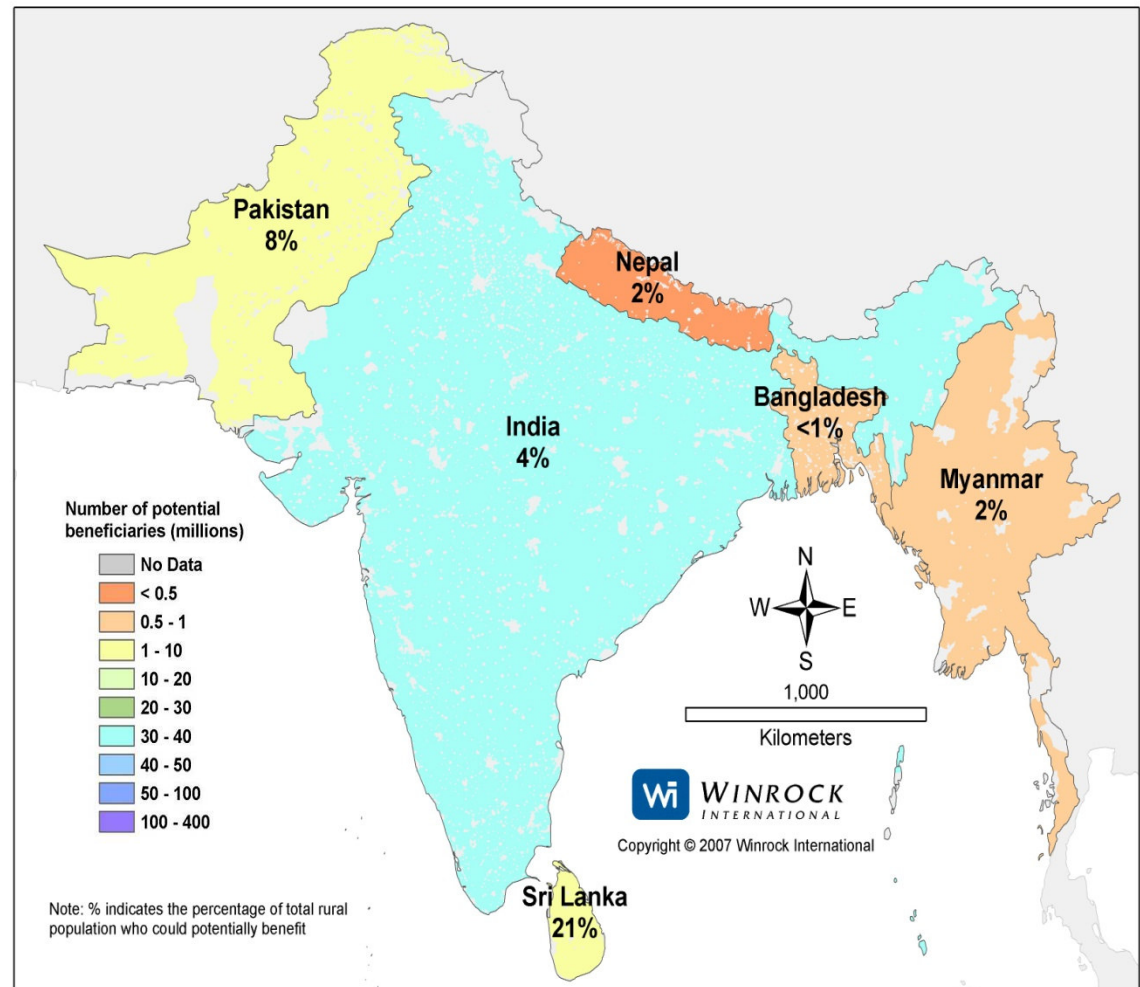 Pakistan
8%
Nepal
2%
India
4%
Bangladesh
<1%
Myanmar
2%
Number of potential
beneficiaries (millions)
No Data
< 0.5
0.5 - 1
1 - 10
10 - 20
20 - 30
30 - 40
40 - 50
50 - 100
100 - 400
N
W E
S
1,000
Kilometers
Wi WINROCK
INTERNATIONAL
Copyright © 2007 Winrock International
Sri Lanka
21%
Note: % indicates the percentage of total rural
population who could potentially benefit